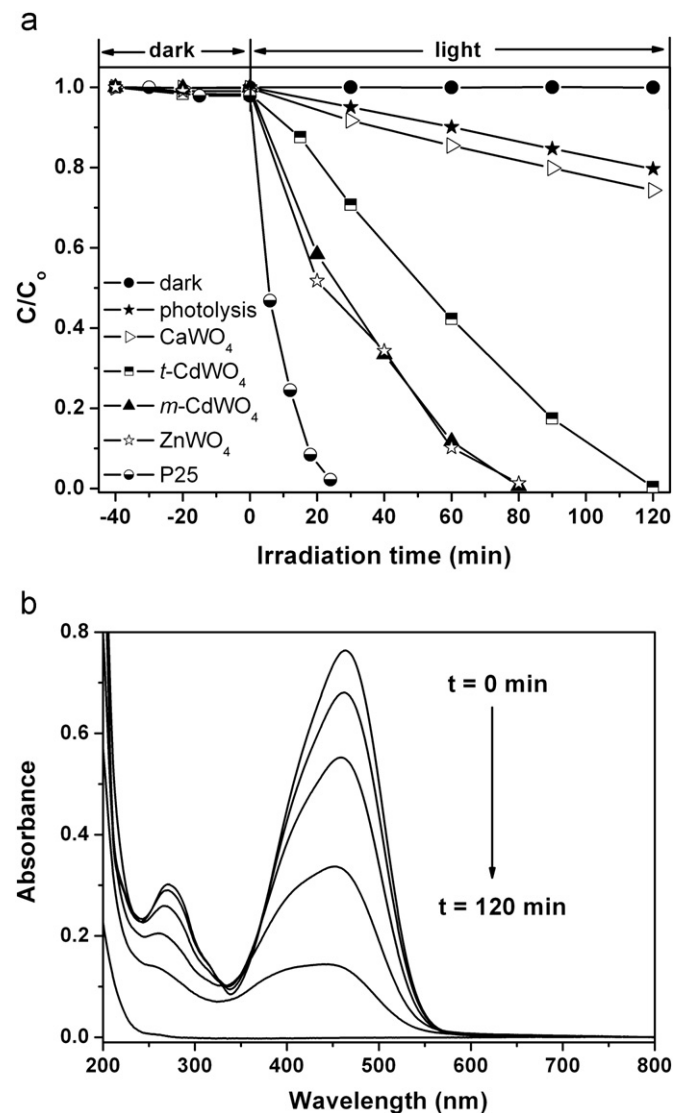 a
dark light
1.0
0.8
0.6
0.4
0.2
0.0
C/C₀
dark
photolysis
CaWO₄
t-CdWO₄
m-CdWO₄
ZnWO₄
P25
-40 -20 0 20 40 60 80 100 120
Irradiation time (min)
b
0.8
0.6
0.4
0.2
0.0
Absorbance
t = 0 min
t = 120 min
200 300 400 500 600 700 800
Wavelength (nm)